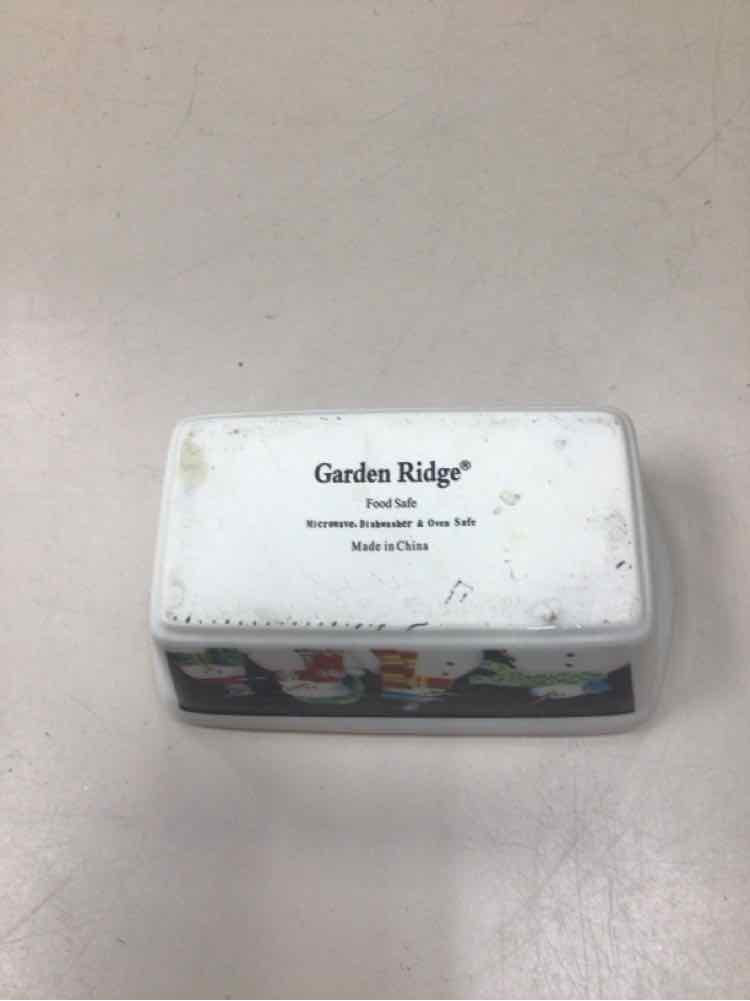 Garden Ridge®
Food Safe
Microwave, Dishwasher & Oven Safe
Made in China